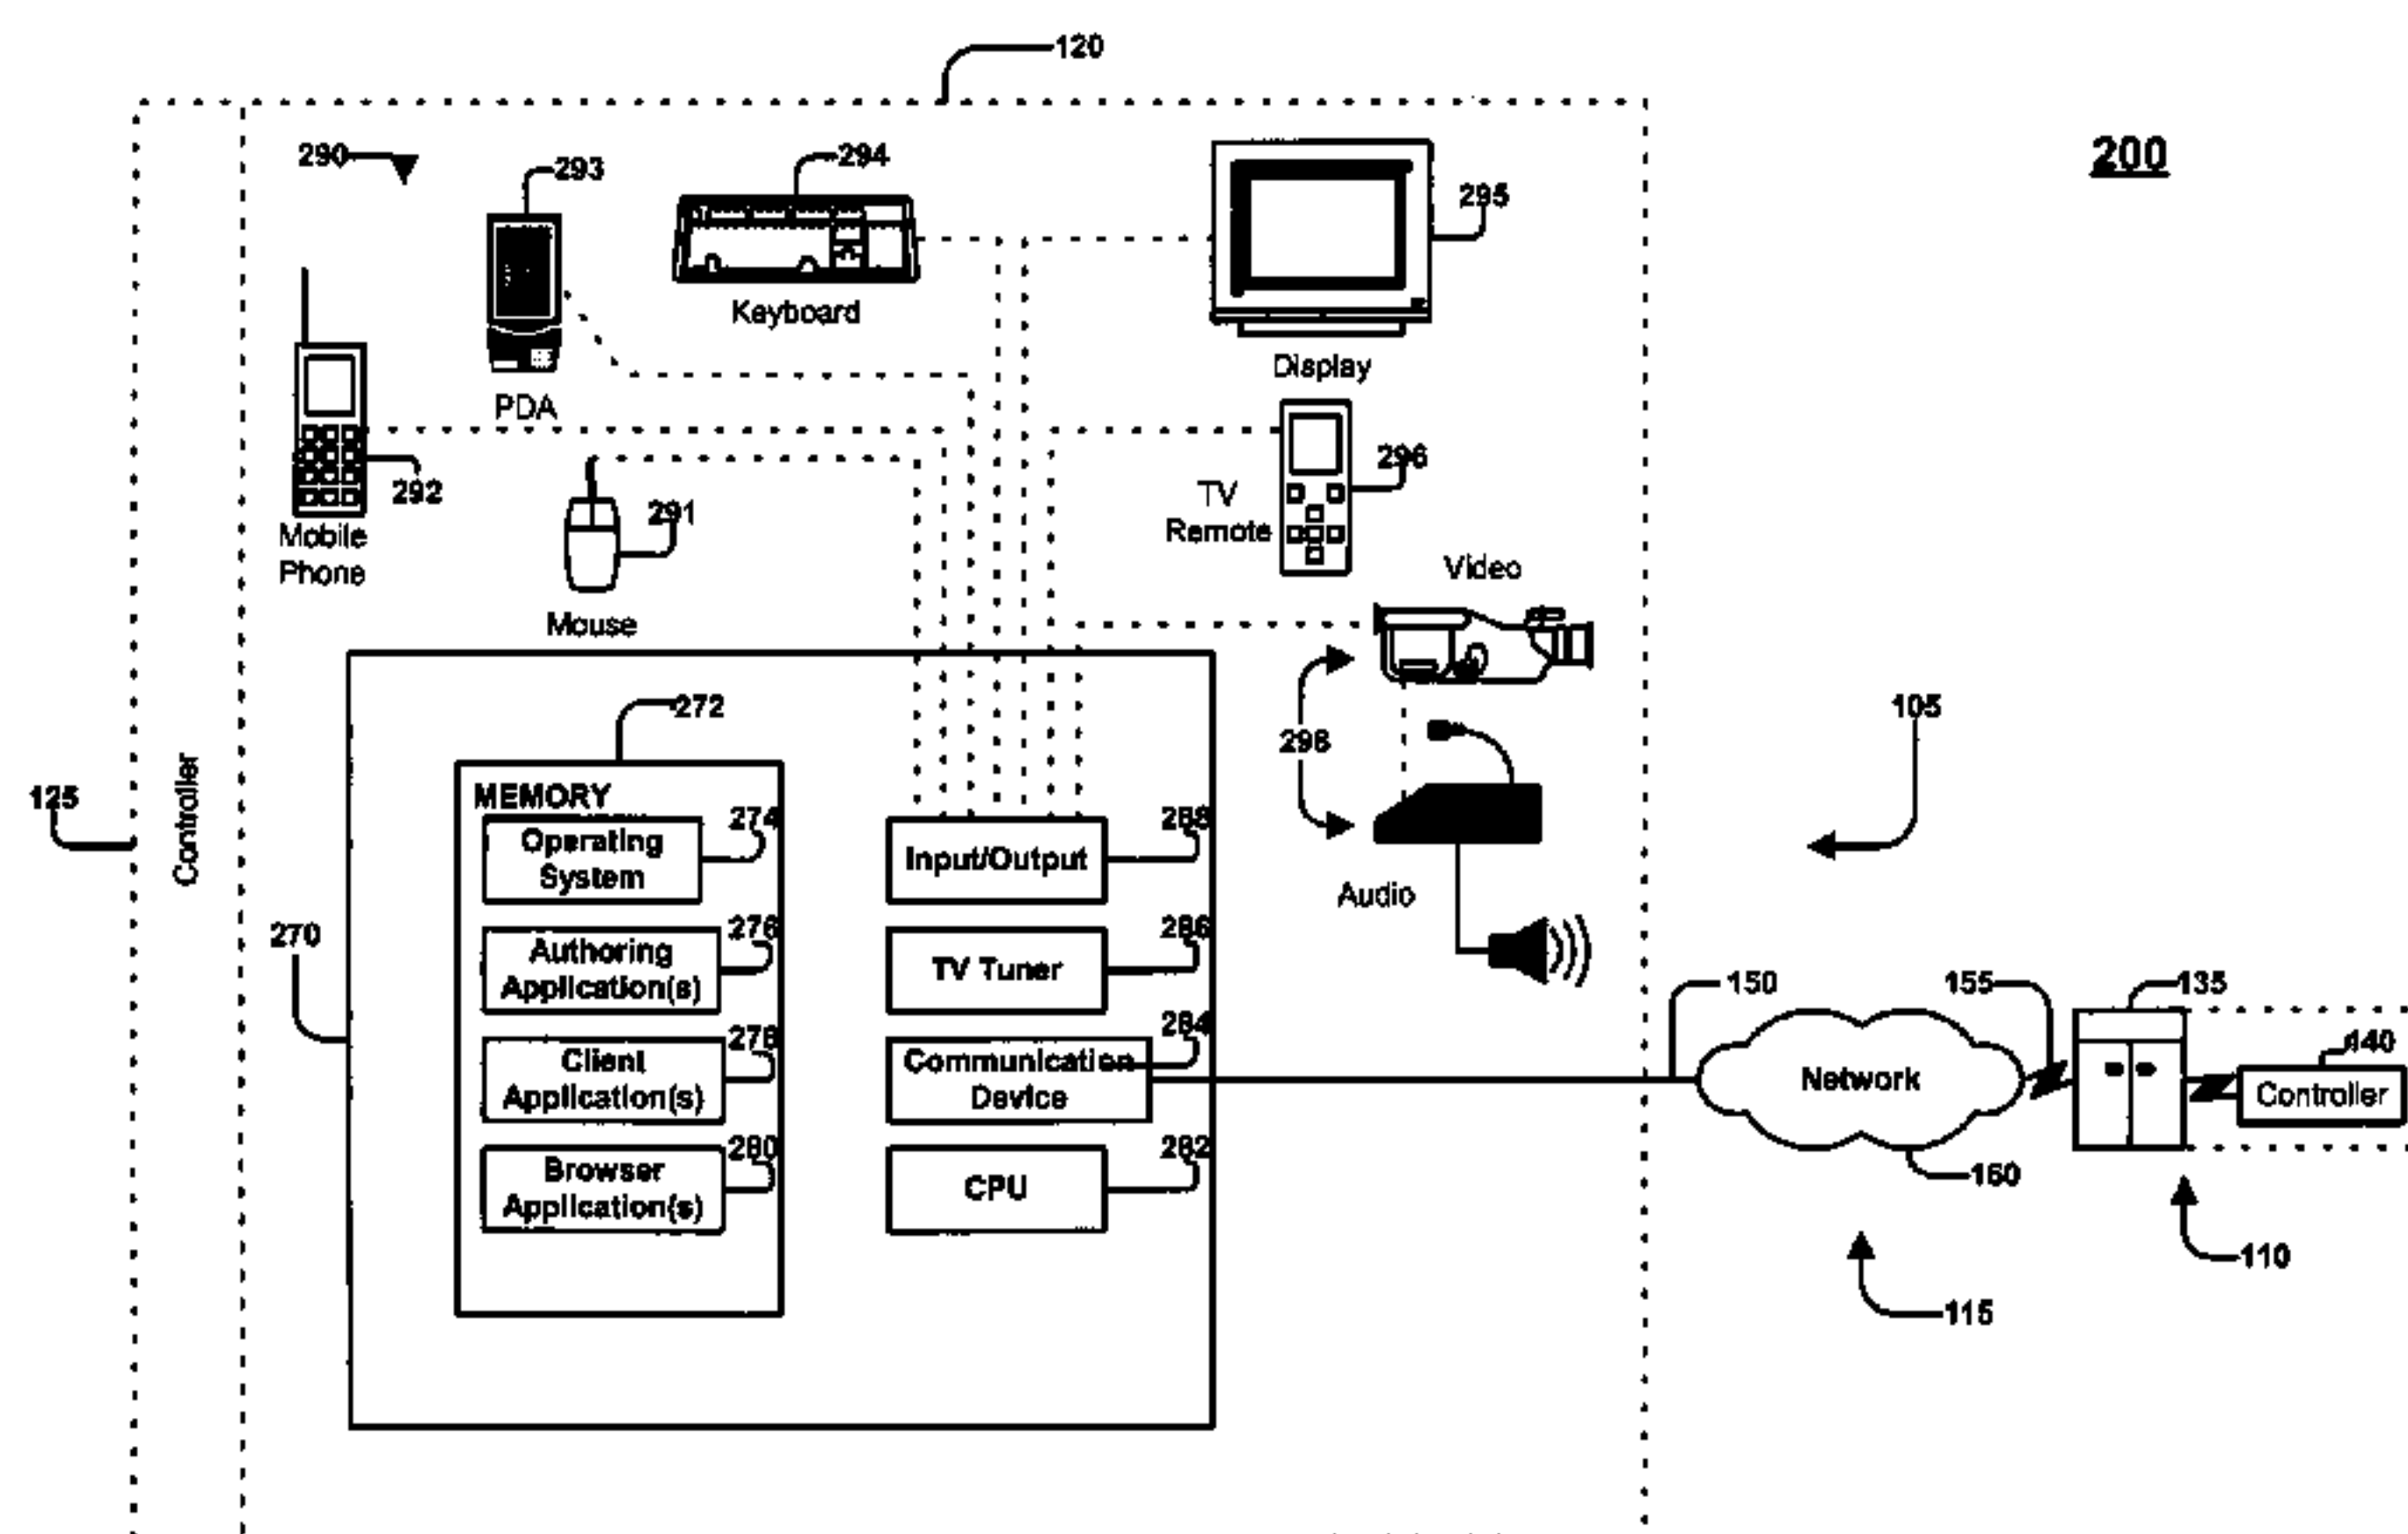 120
200
290
293
294
295
Keyboard
Display
PDA
292
Mobile
Phone
291
Mouse
296
TV
Remote
Video
298
Audio
105
125
Controller
270
272
MEMORY
274
Operating
System
276
Authoring
Application(s)
278
Client
Application(s)
280
Browser
Application(s)
288
Input/Output
286
TV Tuner
284
Communication
Device
282
CPU
150
155
135
140
Network
Controller
160
110
115